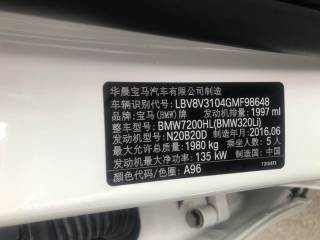 华晨宝马汽车有限公司制造
车辆识别代号: LBV8V3104GMF98648
品牌: 宝马(BMW)牌 发动机排量: 1997 ml
整车型号: BMW7200HL(BMW320Li)
发动机型号: N20B20D 制造年月: 2016.06
最大允许总质量: 1980 kg 乘坐人数: 5 人
发动机最大净功率: 135 kW 制造国: 中国
颜色代号/色圈: A96